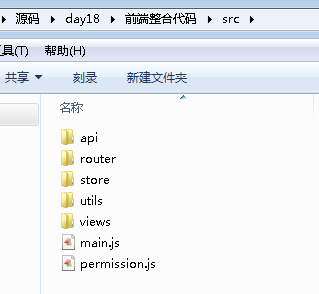 源码 day18 前端整合代码 src
工具(T) 帮助(H)
共享 刻录 新建文件夹
名称
api
router
store
utils
views
main.js
permission.js